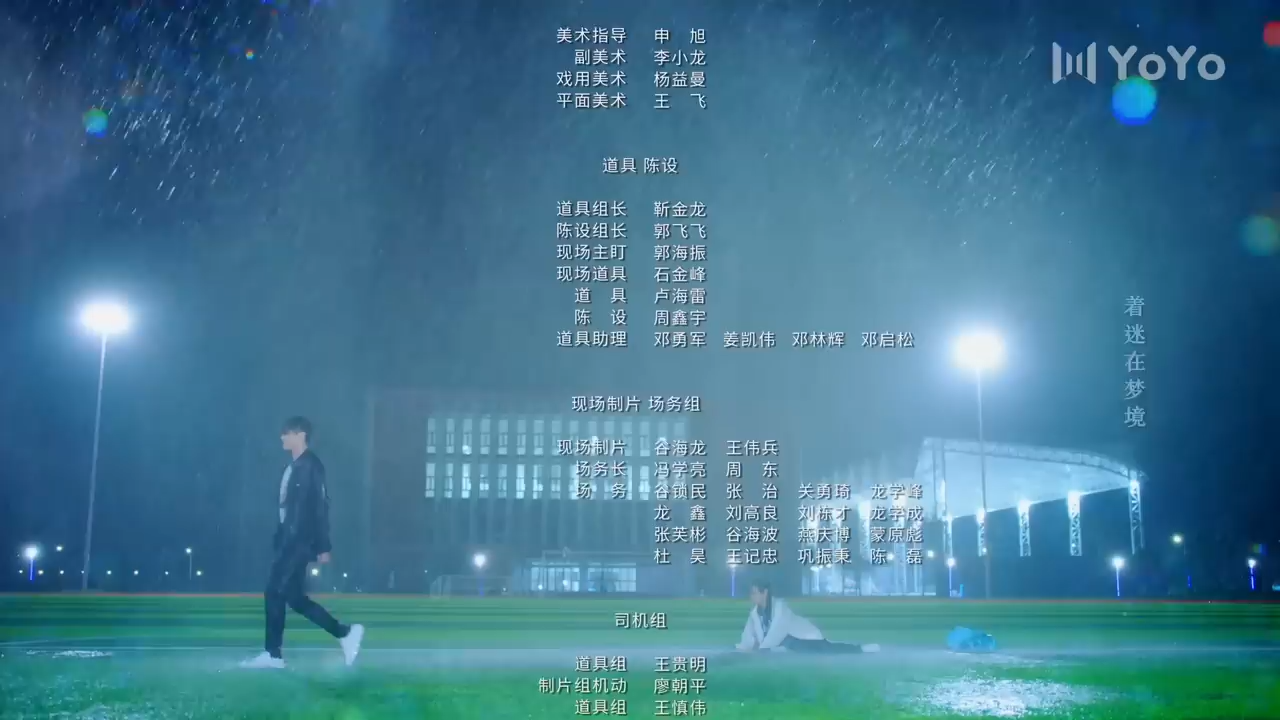 美术指导 申 旭
副美术 李小龙
戏用美术 杨益曼
平面美术 王 飞
YoYo
道具 陈设
道具组长 靳金龙
陈设组长 郭飞飞
现场主盯 郭海振
现场道具 石金峰
道 具 卢海雷
陈 设 周鑫宇
道具助理 邓勇军 姜凯伟 邓林辉 邓启松
着迷在梦境
现场制片 场务组
现场制片 谷海龙 王伟兵
场务长 冯学亮 周 东
场 务 谷锁民 张 治 关勇琦 龙学峰
龙 鑫 刘高良 刘栋才 龙学成
张英彬 谷海波 燕庆博 蒙原彪
杜 昊 王记忠 巩振秉 陈 磊
司机组
道具组 王贵明
制片组机动 廖朝平
道具组 王慎伟